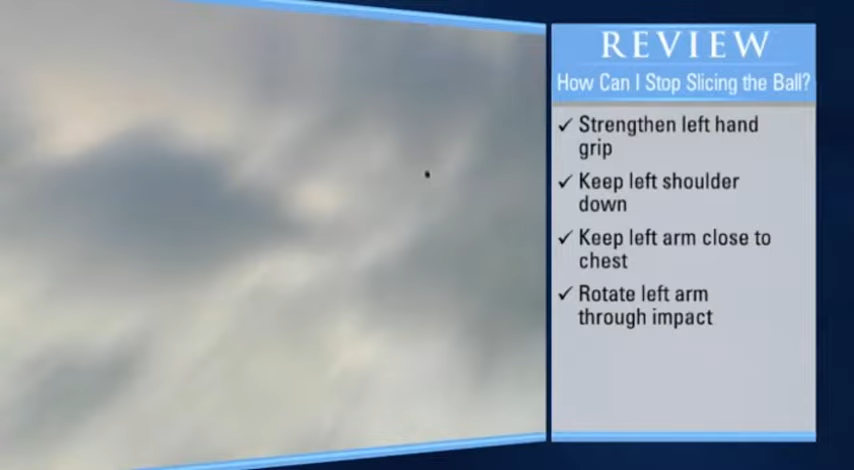 REVIEW
How Can I Stop Slicing the Ball?
✓ Strengthen left hand
grip
✓ Keep left shoulder
down
✓ Keep left arm close to
chest
✓ Rotate left arm
through impact